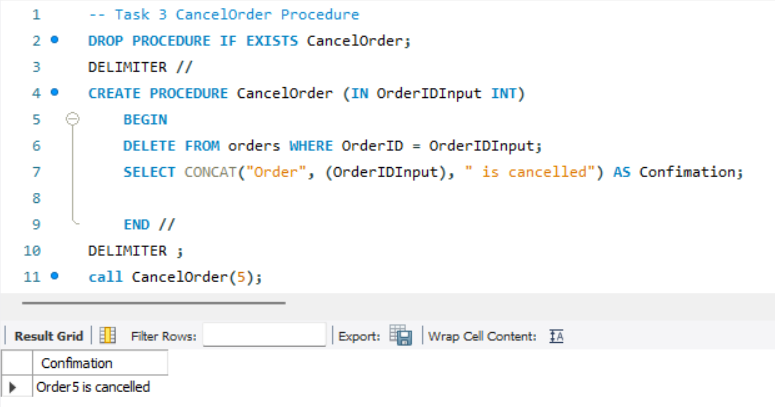 1 -- Task 3 CancelOrder Procedure
2 DROP PROCEDURE IF EXISTS CancelOrder;
3 DELIMITER //
4 CREATE PROCEDURE CancelOrder (IN OrderIDInput INT)
5 BEGIN
6 DELETE FROM orders WHERE OrderID = OrderIDInput;
7 SELECT CONCAT("Order", (OrderIDInput), " is cancelled") AS Confimation;
8
9 END //
10 DELIMITER ;
11 call CancelOrder(5);
Result Grid Filter Rows: Export: Wrap Cell Content: IA
Confimation
Order5 is cancelled